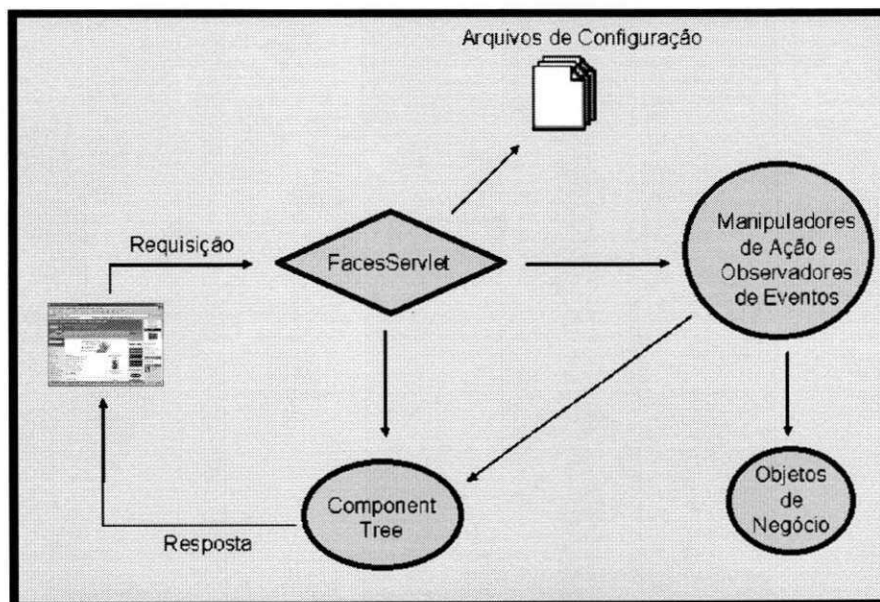 Arquivos de Configuração
Requisição
FacesServlet
Manipuladores
de Ação e
Observadores
de Eventos
Component
Tree
Resposta
Objetos
de
Negócio